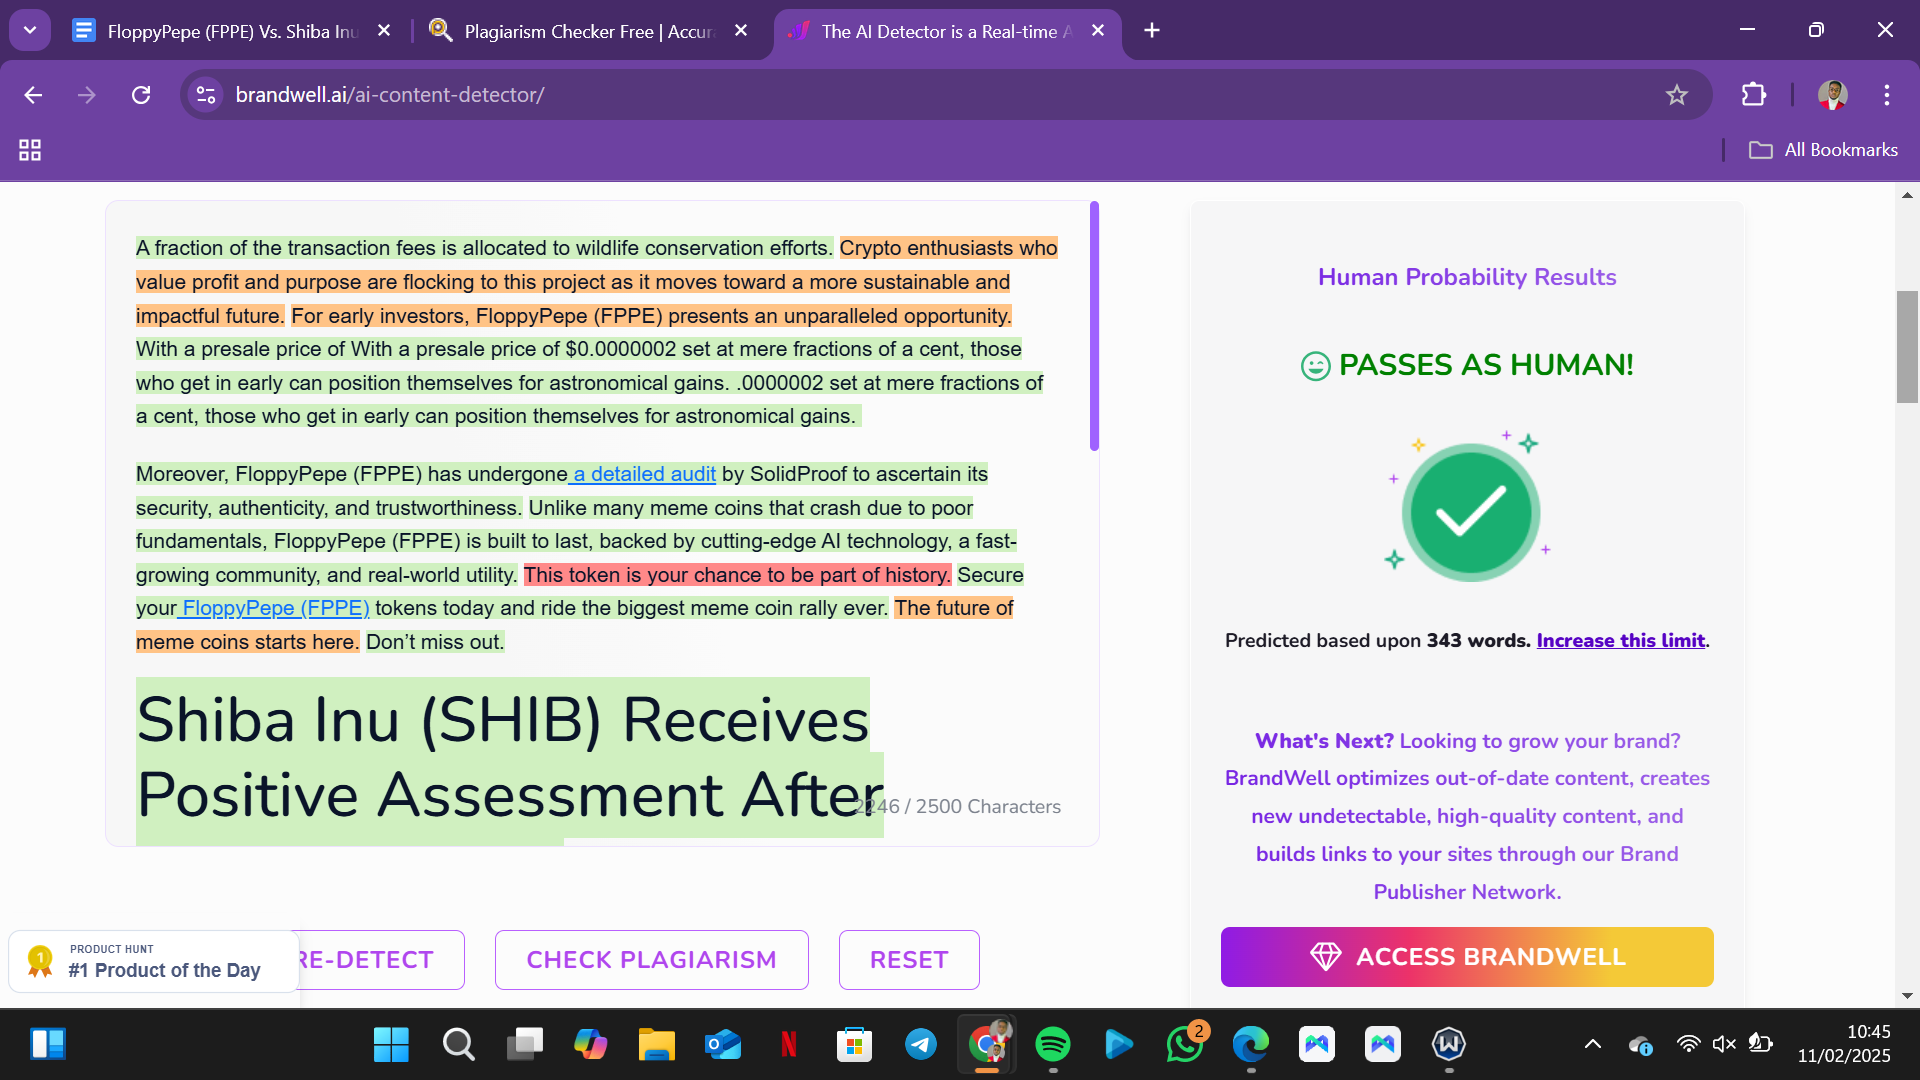 FloppyPepe (FPPE) Vs. Shiba Inu
Plagiarism Checker Free | Accura
The AI Detector is a Real-time A
brandwell.ai/ai-content-detector/
All Bookmarks
A fraction of the transaction fees is allocated to wildlife conservation efforts. Crypto enthusiasts who
value profit and purpose are flocking to this project as it moves toward a more sustainable and
impactful future. For early investors, FloppyPepe (FPPE) presents an unparalleled opportunity.
With a presale price of With a presale price of $0.0000002 set at mere fractions of a cent, those
who get in early can position themselves for astronomical gains. .0000002 set at mere fractions of
a cent, those who get in early can position themselves for astronomical gains.
Moreover, FloppyPepe (FPPE) has undergone a detailed audit by SolidProof to ascertain its
security, authenticity, and trustworthiness. Unlike many meme coins that crash due to poor
fundamentals, FloppyPepe (FPPE) is built to last, backed by cutting-edge AI technology, a fast-
growing community, and real-world utility. This token is your chance to be part of history. Secure
your FloppyPepe (FPPE) tokens today and ride the biggest meme coin rally ever. The future of
meme coins starts here. Don't miss out.
Shiba Inu (SHIB) Receives
Positive Assessment After
2246 / 2500 Characters
RE-DETECT
CHECK PLAGIARISM
RESET
PRODUCT HUNT
#1 Product of the Day
1
Human Probability Results
PASSES AS HUMAN!
Predicted based upon 343 words. Increase this limit.
What's Next? Looking to grow your brand?
BrandWell optimizes out-of-date content, creates
new undetectable, high-quality content, and
builds links to your sites through our Brand
Publisher Network.
ACCESS BRANDWELL
2
10:45
11/02/2025